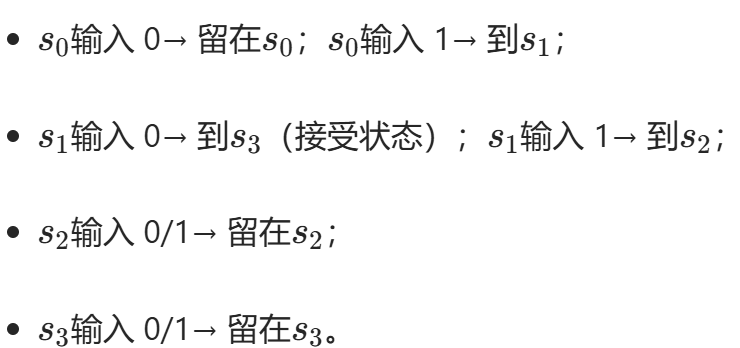 • s₀输入 0→ 留在s₀；s₀输入 1→ 到s₁；
• s₁输入 0→ 到s₃（接受状态）；s₁输入 1→ 到s₂；
• s₂输入 0/1→ 留在s₂；
• s₃输入 0/1→ 留在s₃。